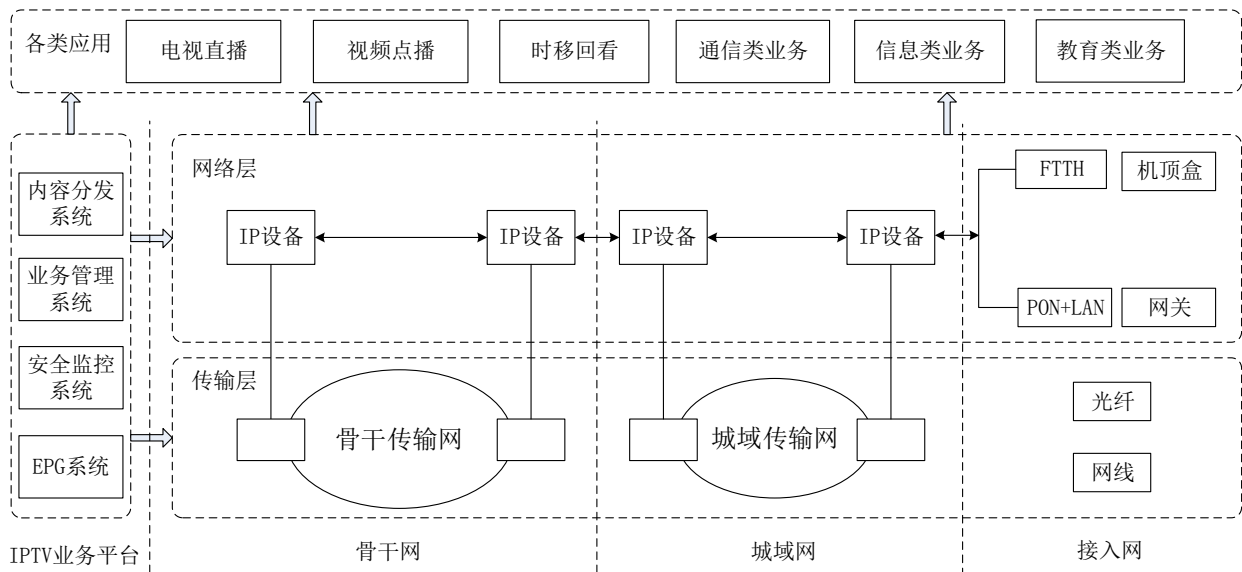 各类应用
电视直播
视频点播
时移回看
通信类业务
信息类业务
教育类业务
内容分发
系统
业务管理
系统
安全监控
系统
EPG系统
网络层
IP设备
IP设备
IP设备
IP设备
FTTH
机顶盒
PON+LAN
网关
传输层
骨干传输网
城域传输网
光纤
网线
IPTV业务平台
骨干网
城域网
接入网